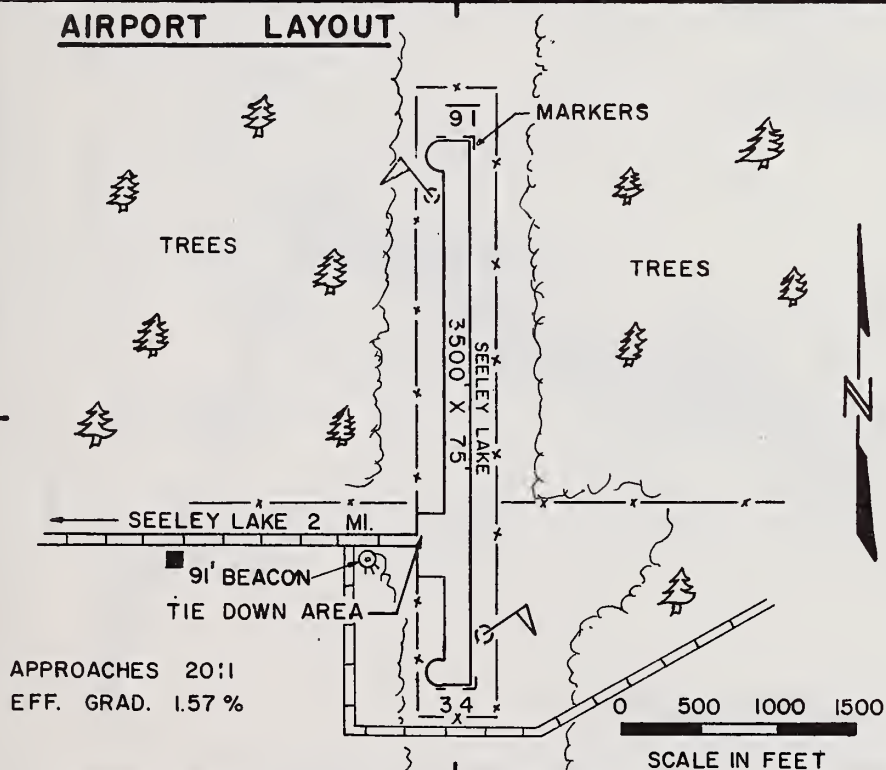 AIRPORT LAYOUT
16
MARKERS
TREES
TREES
3500' X 75'
SEELEY LAKE
N
SEELEY LAKE 2 MI.
91' BEACON
TIE DOWN AREA
APPROACHES 20:1
EFF. GRAD. 1.57 %
34
0 500 1000 1500
SCALE IN FEET